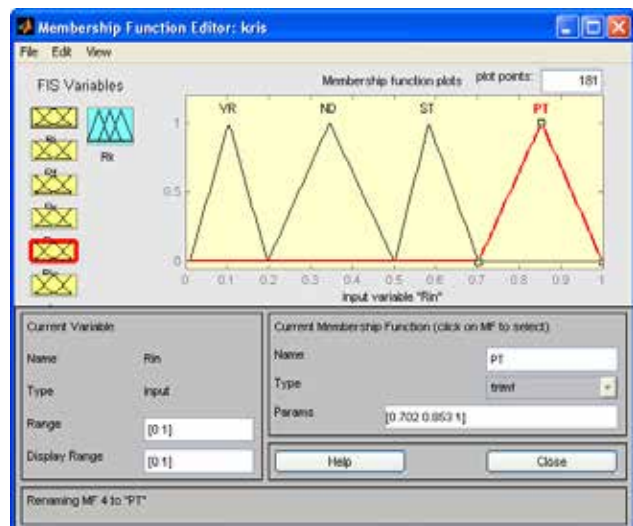 Membership Function Editor: kris
File Edit View
FIS Variables
Membership function plots plot points: 181
VR ND ST PT
1
Rk
0.5
0
0 0.1 0.2 0.3 0.4 0.5 0.6 0.7 0.8 0.9 1
input variable "Rin"
Current Variable
Name Rin
Type input
Range [0 1]
Display Range [0 1]
Current Membership Function (click on MF to select)
Name PT
Type trimf
Params [0.702 0.853 1]
Help Close
Renaming MF 4 to "PT"